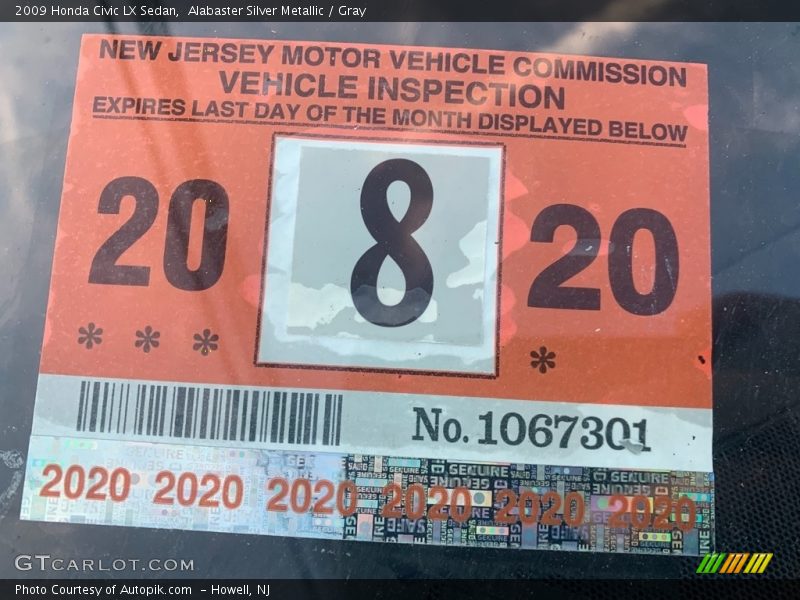 2009 Honda Civic LX Sedan, Alabaster Silver Metallic / Gray
NEW JERSEY MOTOR VEHICLE COMMISSION
VEHICLE INSPECTION
EXPIRES LAST DAY OF THE MONTH DISPLAYED BELOW
20 8 20
* * * *
No. 1067301
2020 2020 2020 2020 2020 2020
GTCARLOT.COM
Photo Courtesy of Autopik.com - Howell, NJ